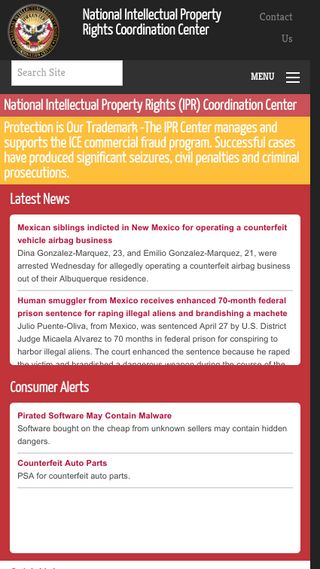 National Intellectual Property
Rights Coordination Center
Contact
Us
Search Site
MENU
National Intellectual Property Rights (IPR) Coordination Center
Protection is Our Trademark -The IPR Center manages and
supports the ICE commercial fraud program. Successful cases
have produced significant seizures, civil penalties and criminal
prosecutions.
Latest News
Mexican siblings indicted in New Mexico for operating a counterfeit
vehicle airbag business
Dina Gonzalez-Marquez, 23, and Emilio Gonzalez-Marquez, 21, were
arrested Wednesday for allegedly operating a counterfeit airbag business
out of their Albuquerque residence.
Human smuggler from Mexico receives enhanced 70-month federal
prison sentence for raping illegal aliens and brandishing a machete
Julio Puente-Oliva, from Mexico, was sentenced April 27 by U.S. District
Judge Micaela Alvarez to 70 months in federal prison for conspiring to
harbor illegal aliens. The court enhanced the sentence because he raped
the victim and brandished a dangerous weapon during the course of the
Consumer Alerts
Pirated Software May Contain Malware
Software bought on the cheap from unknown sellers may contain hidden
dangers.
Counterfeit Auto Parts
PSA for counterfeit auto parts.